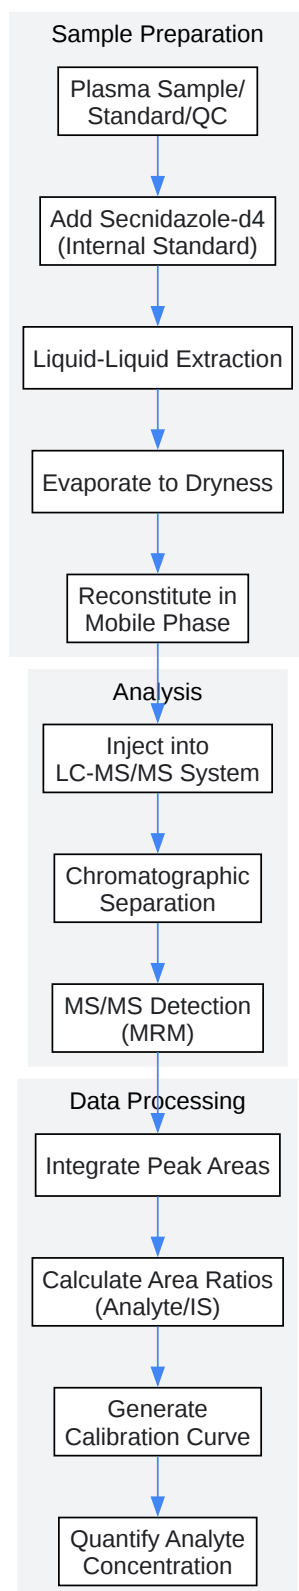 Sample Preparation
Plasma Sample/
Standard/QC
Add Secnidazole-d4
(Internal Standard)
Liquid-Liquid Extraction
Evaporate to Dryness
Reconstitute in
Mobile Phase
Analysis
Inject into
LC-MS/MS System
Chromatographic
Separation
MS/MS Detection
(MRM)
Data Processing
Integrate Peak Areas
Calculate Area Ratios
(Analyte/IS)
Generate
Calibration Curve
Quantify Analyte
Concentration